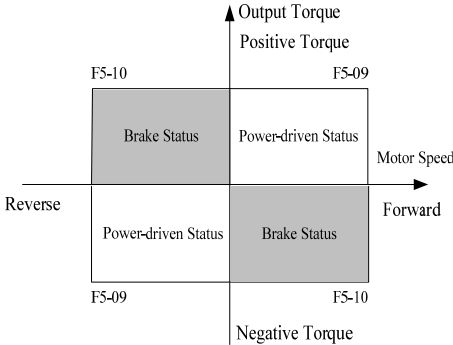 Output Torque
Positive Torque
F5-10
F5-09
Brake Status
Power-driven Status
Motor Speed
Reverse
Forward
Power-driven Status
Brake Status
F5-09
F5-10
Negative Torque